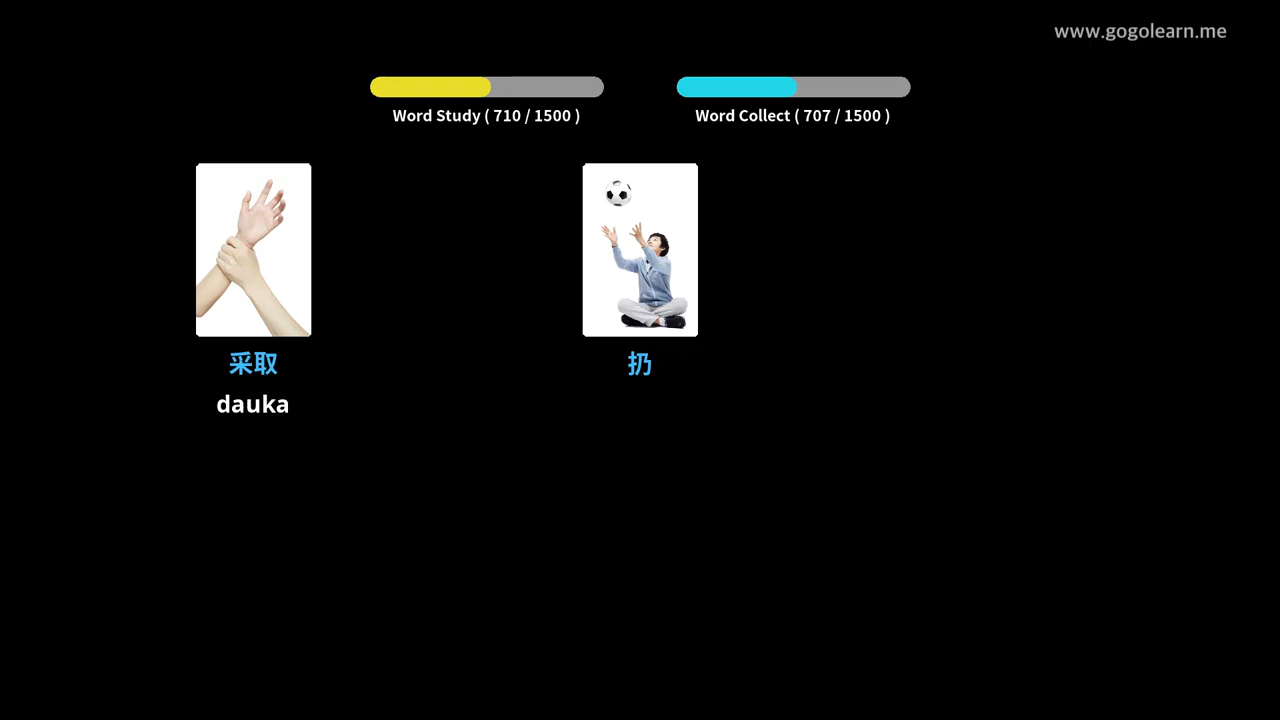 www.gogolearn.me
Word Study ( 710 / 1500 )
Word Collect ( 707 / 1500 )
采取
扔
dauka